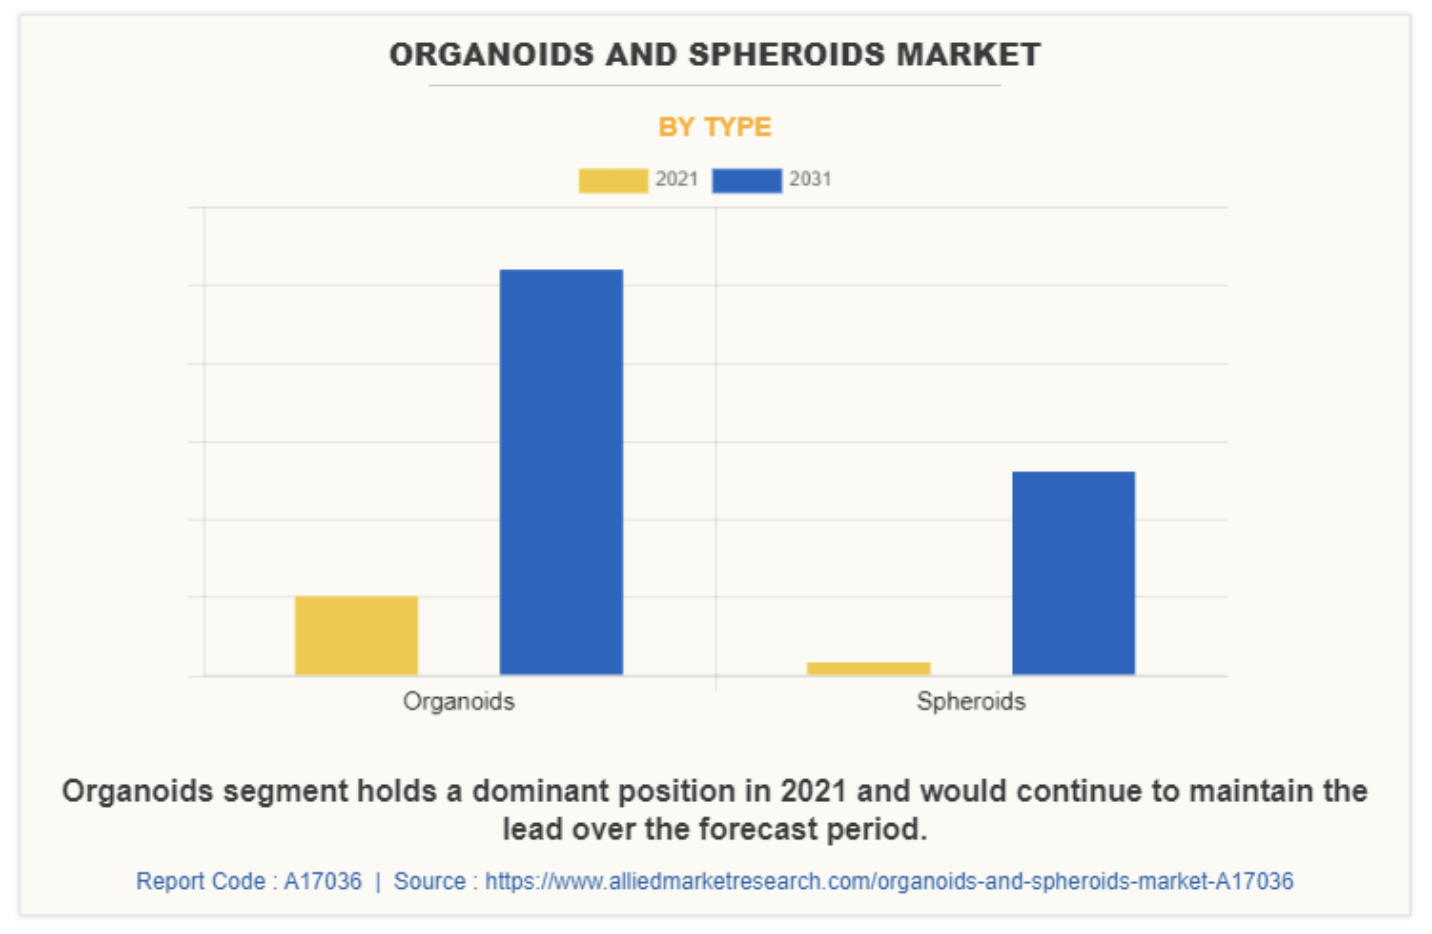 ORGANOIDS AND SPHEROIDS MARKET
BY TYPE
2021 2031
Organoids Spheroids
Organoids segment holds a dominant position in 2021 and would continue to maintain the
lead over the forecast period.
Report Code : A17036 | Source : https://www.alliedmarketresearch.com/organoids-and-spheroids-market-A17036